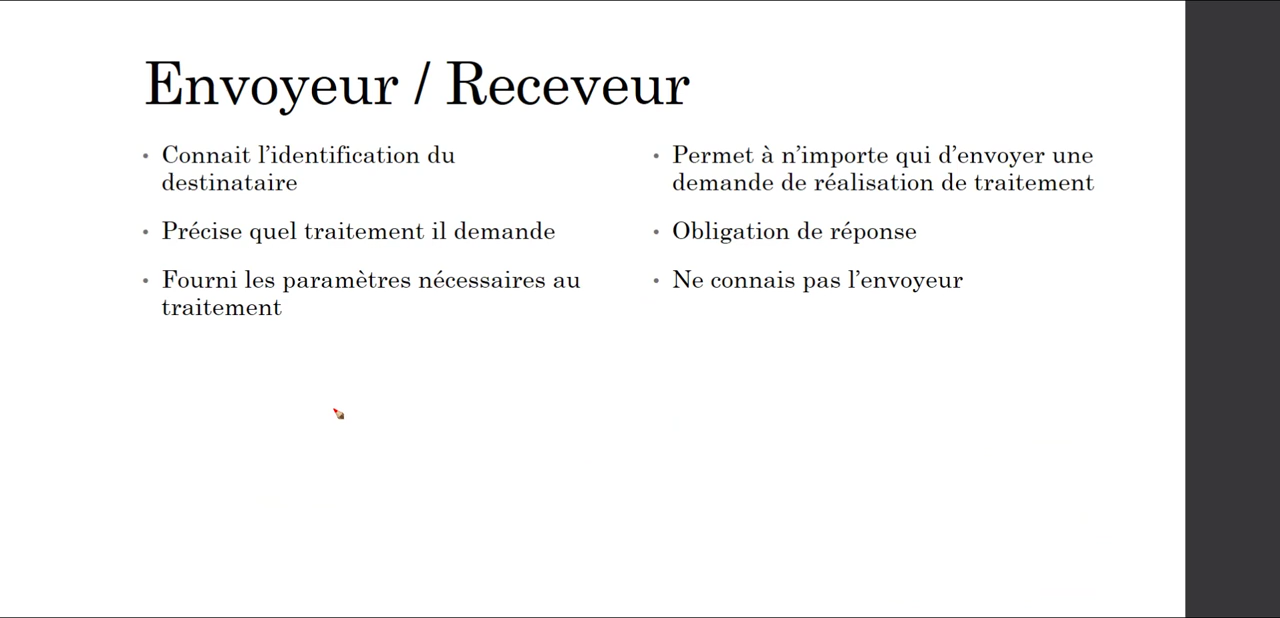 Envoyeur / Receveur
• Connait l’identification du
destinataire
• Précise quel traitement il demande
• Fourni les paramètres nécessaires au
traitement
• Permet à n’importe qui d’envoyer une
demande de réalisation de traitement
• Obligation de réponse
• Ne connais pas l’envoyeur